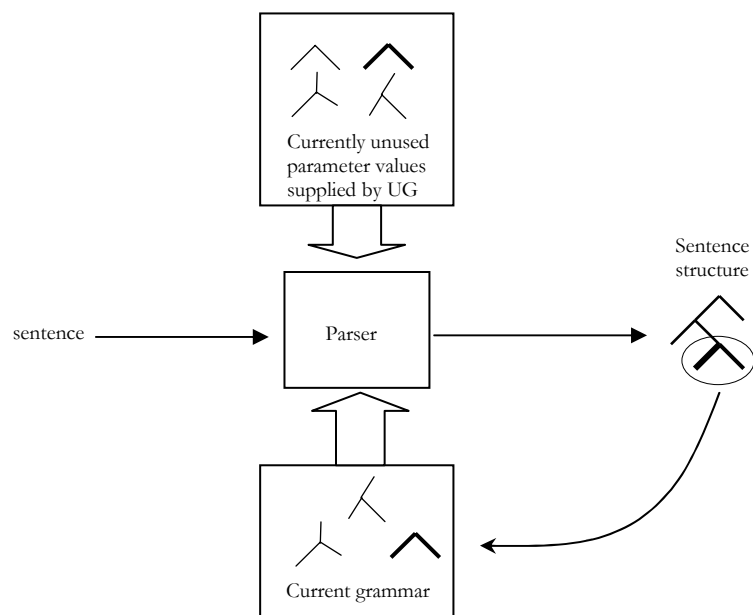 Currently unused
parameter values
supplied by UG
Sentence
structure
sentence
Parser
Current grammar